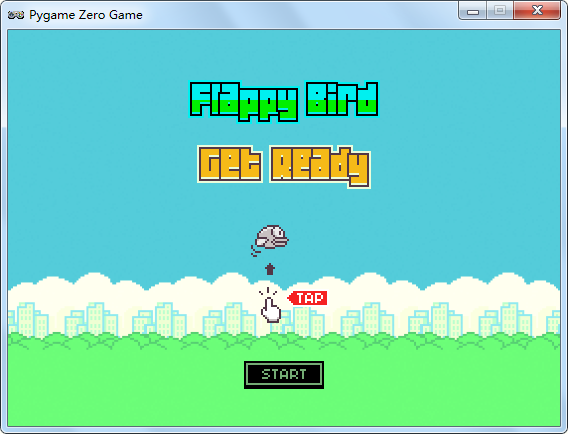 Pygame Zero Game
Flappy Bird
Get Ready
TAP
START